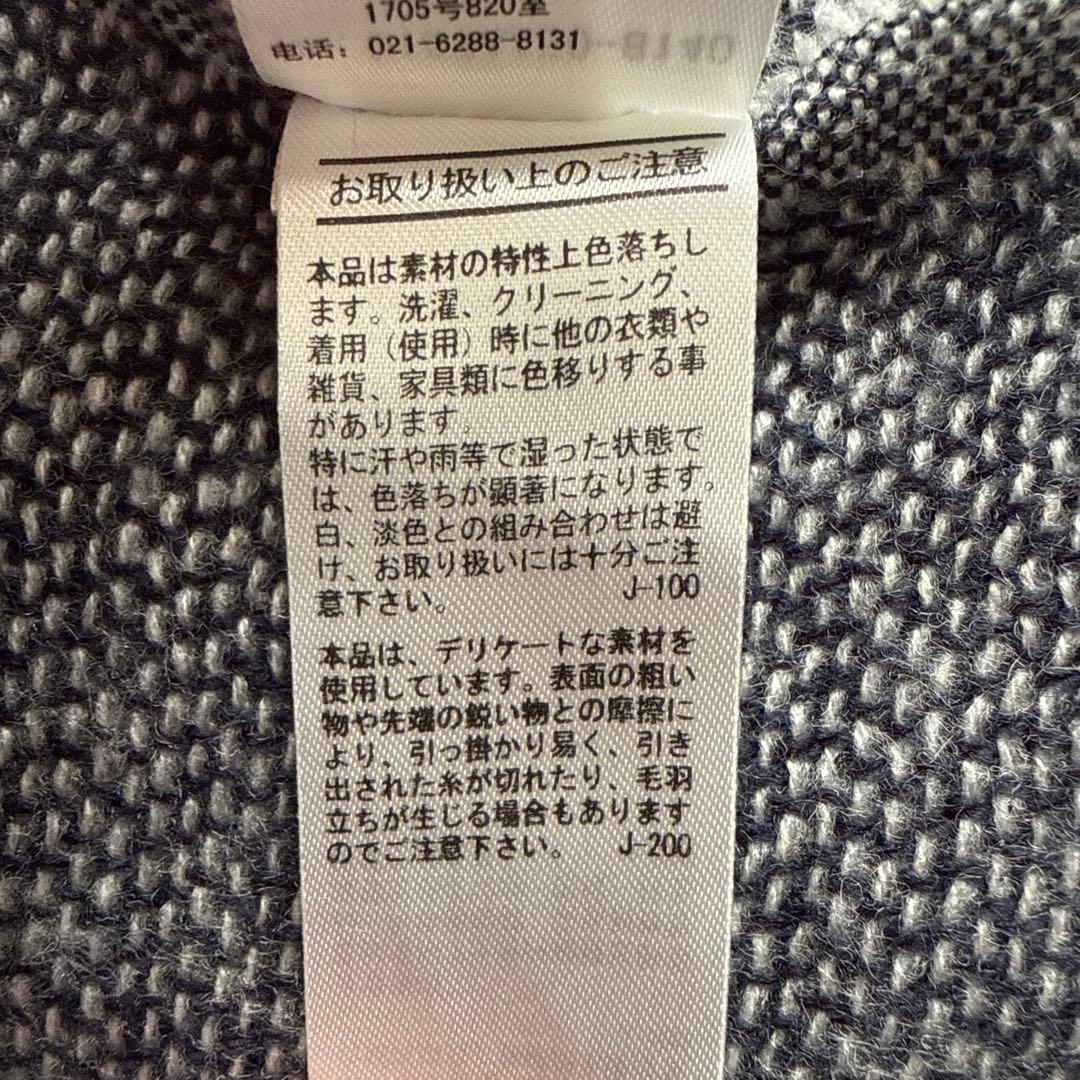 1705号820室
电话：021-6288-8131
お取り扱い上のご注意
本品は素材の特性上色落ちし
ます。洗濯、クリーニング、
着用（使用）時に他の衣類や
雑貨、家具類に色移りする事
があります。
特に汗や雨等で湿った状態で
は、色落ちが顕著になります。
白、淡色との組み合わせは避
け、お取り扱いには十分ご注
意下さい。 J-100
本品は、デリケートな素材を
使用しています。表面の粗い
物や先端の鋭い物との摩擦に
より、引っ掛かり易く、引き
出された糸が切れたり、毛羽
立ちが生じる場合もあります
のでご注意下さい。 J-200